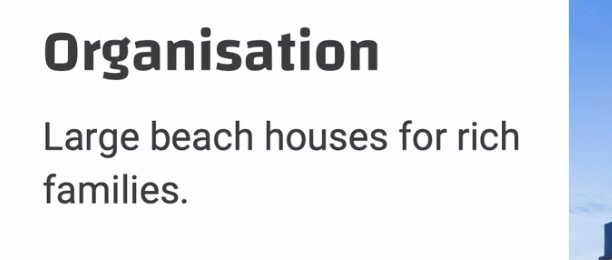 Organisation
Large beach houses for rich
families.